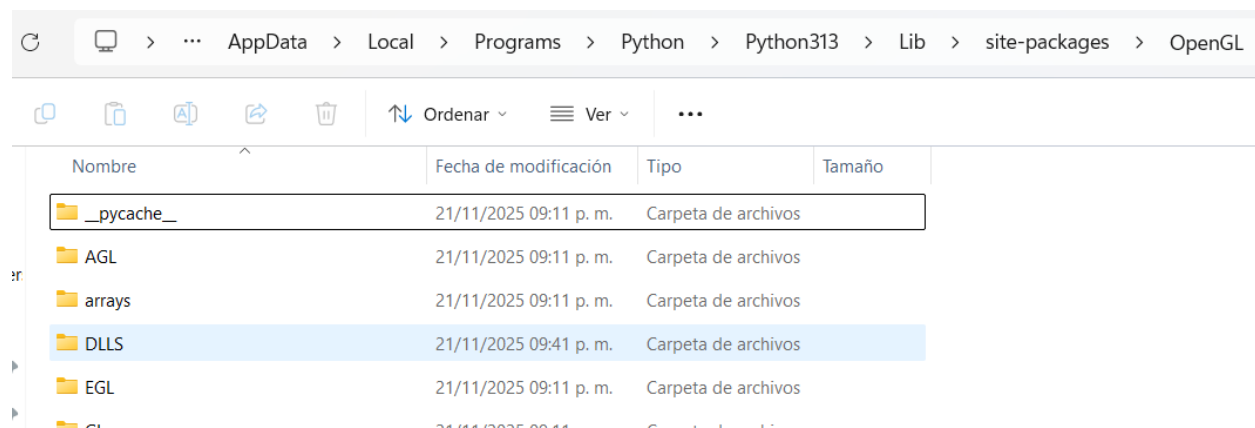 > ... AppData > Local > Programs > Python > Python313 > Lib > site-packages > OpenGL
Ordenar Ver ...
Nombre Fecha de modificación Tipo Tamaño
__pycache__ 21/11/2025 09:11 p. m. Carpeta de archivos
AGL 21/11/2025 09:11 p. m. Carpeta de archivos
arrays 21/11/2025 09:11 p. m. Carpeta de archivos
DLLS 21/11/2025 09:41 p. m. Carpeta de archivos
EGL 21/11/2025 09:11 p. m. Carpeta de archivos